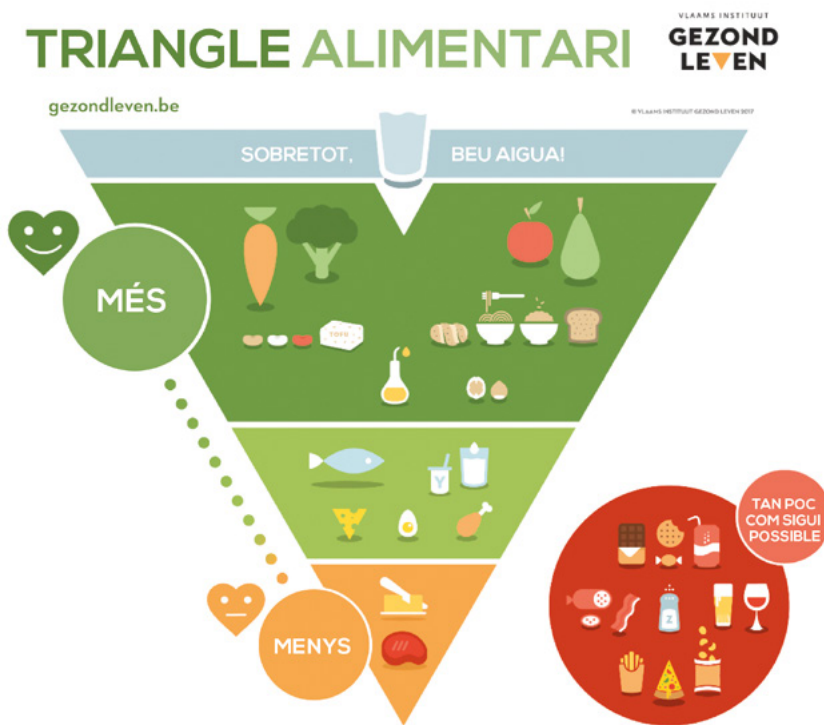 TRIANGLE ALIMENTARI
VLAAMS INSTITUUT
GEZOND
LEVEN
gezondleven.be
© VLAAMS INSTITUUT GEZOND LEVEN 2017
SOBRETOT, BEU AIGUA!
MÉS
TOFU
Y
TAN POC
COM SIGUI
POSSIBLE
Z
MENYS